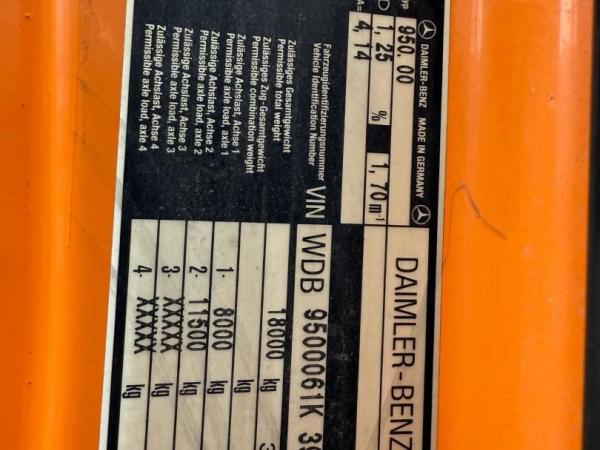 DAIMLER-BENZ MADE IN GERMANY
DAIMLER-BENZ
Typ 950.00
D 1,25 % 1,70 m-1
A= 4,14
Fahrzeugidentifizierungsnummer
Vehicle Identification Number VIN WDB 9500061K
Zulässiges Gesamtgewicht
Permissible total weight 18000 kg
Zulässiges Zug-Gesamtgewicht
Permissible combination weight kg
Zulässige Achslast, Achse 1
Permissible axle load, axle 1 1- 8000 kg
Zulässige Achslast, Achse 2
Permissible axle load, axle 2 2- 11500 kg
Zulässige Achslast, Achse 3
Permissible axle load, axle 3 3- XXXXX kg
Zulässige Achslast, Achse 4
Permissible axle load, axle 4 4- XXXXX kg